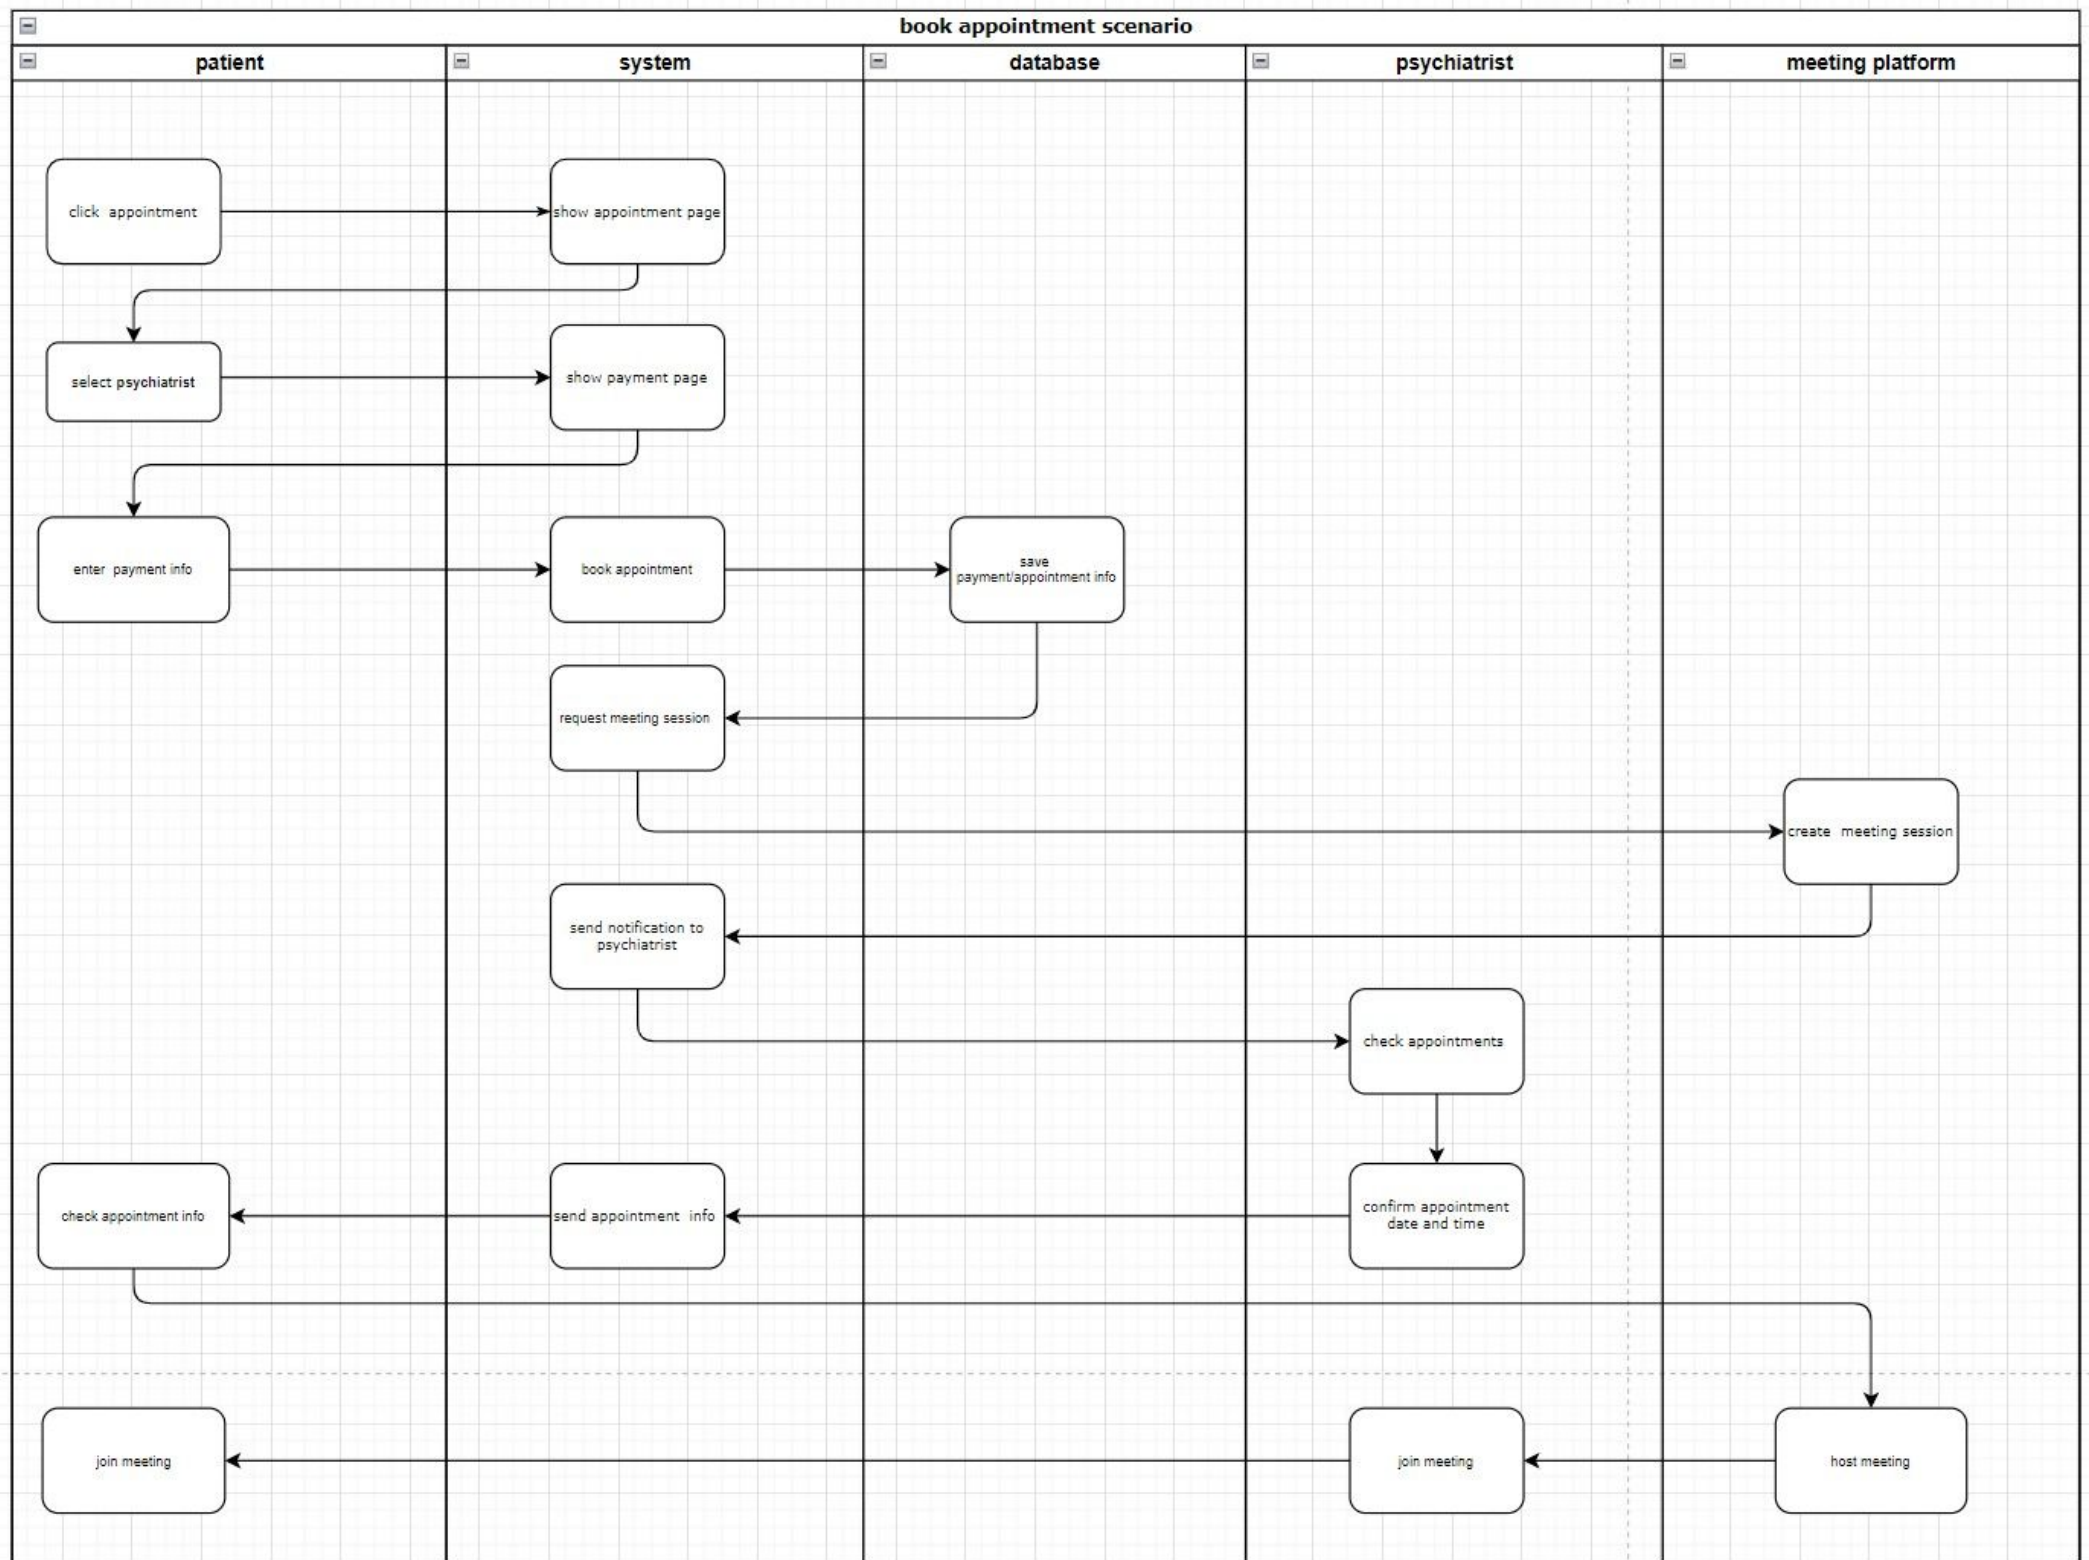 book appointment scenario
patient
system
database
psychiatrist
meeting platform
click appointment
show appointment page
select psychiatrist
show payment page
enter payment info
book appointment
save
payment/appointment info
request meeting session
create meeting session
send notification to
psychiatrist
check appointments
check appointment info
send appointment info
confirm appointment
date and time
join meeting
join meeting
host meeting